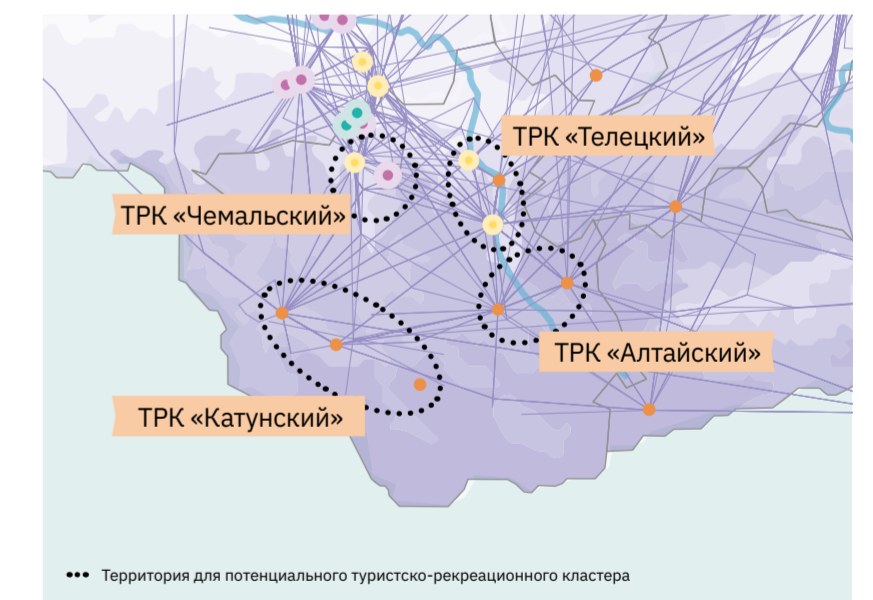 ТРК «Телецкий»
ТРК «Чемальский»
ТРК «Алтайский»
ТРК «Катунский»
Территория для потенциального туристско-рекреационного кластера